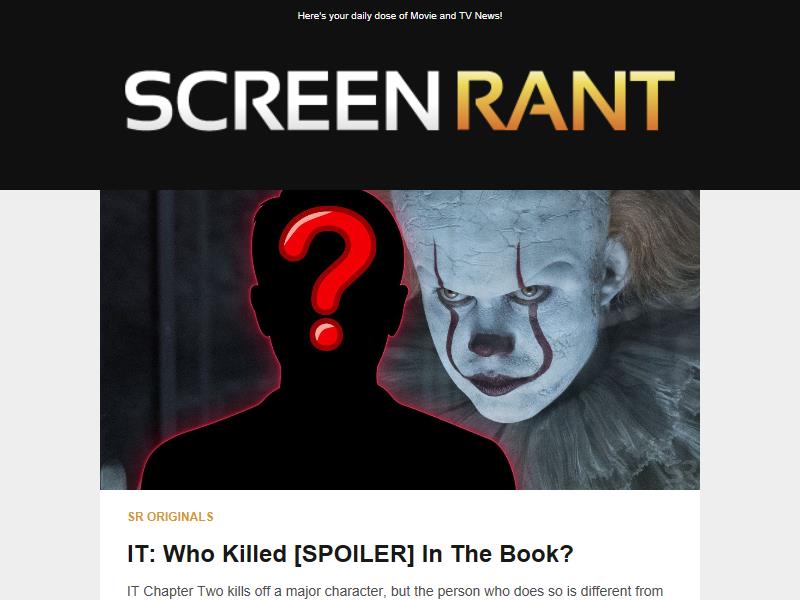 Here's your daily dose of Movie and TV News!
SCREEN RANT
?
SR ORIGINALS
IT: Who Killed [SPOILER] In The Book?
IT Chapter Two kills off a major character, but the person who does so is different from